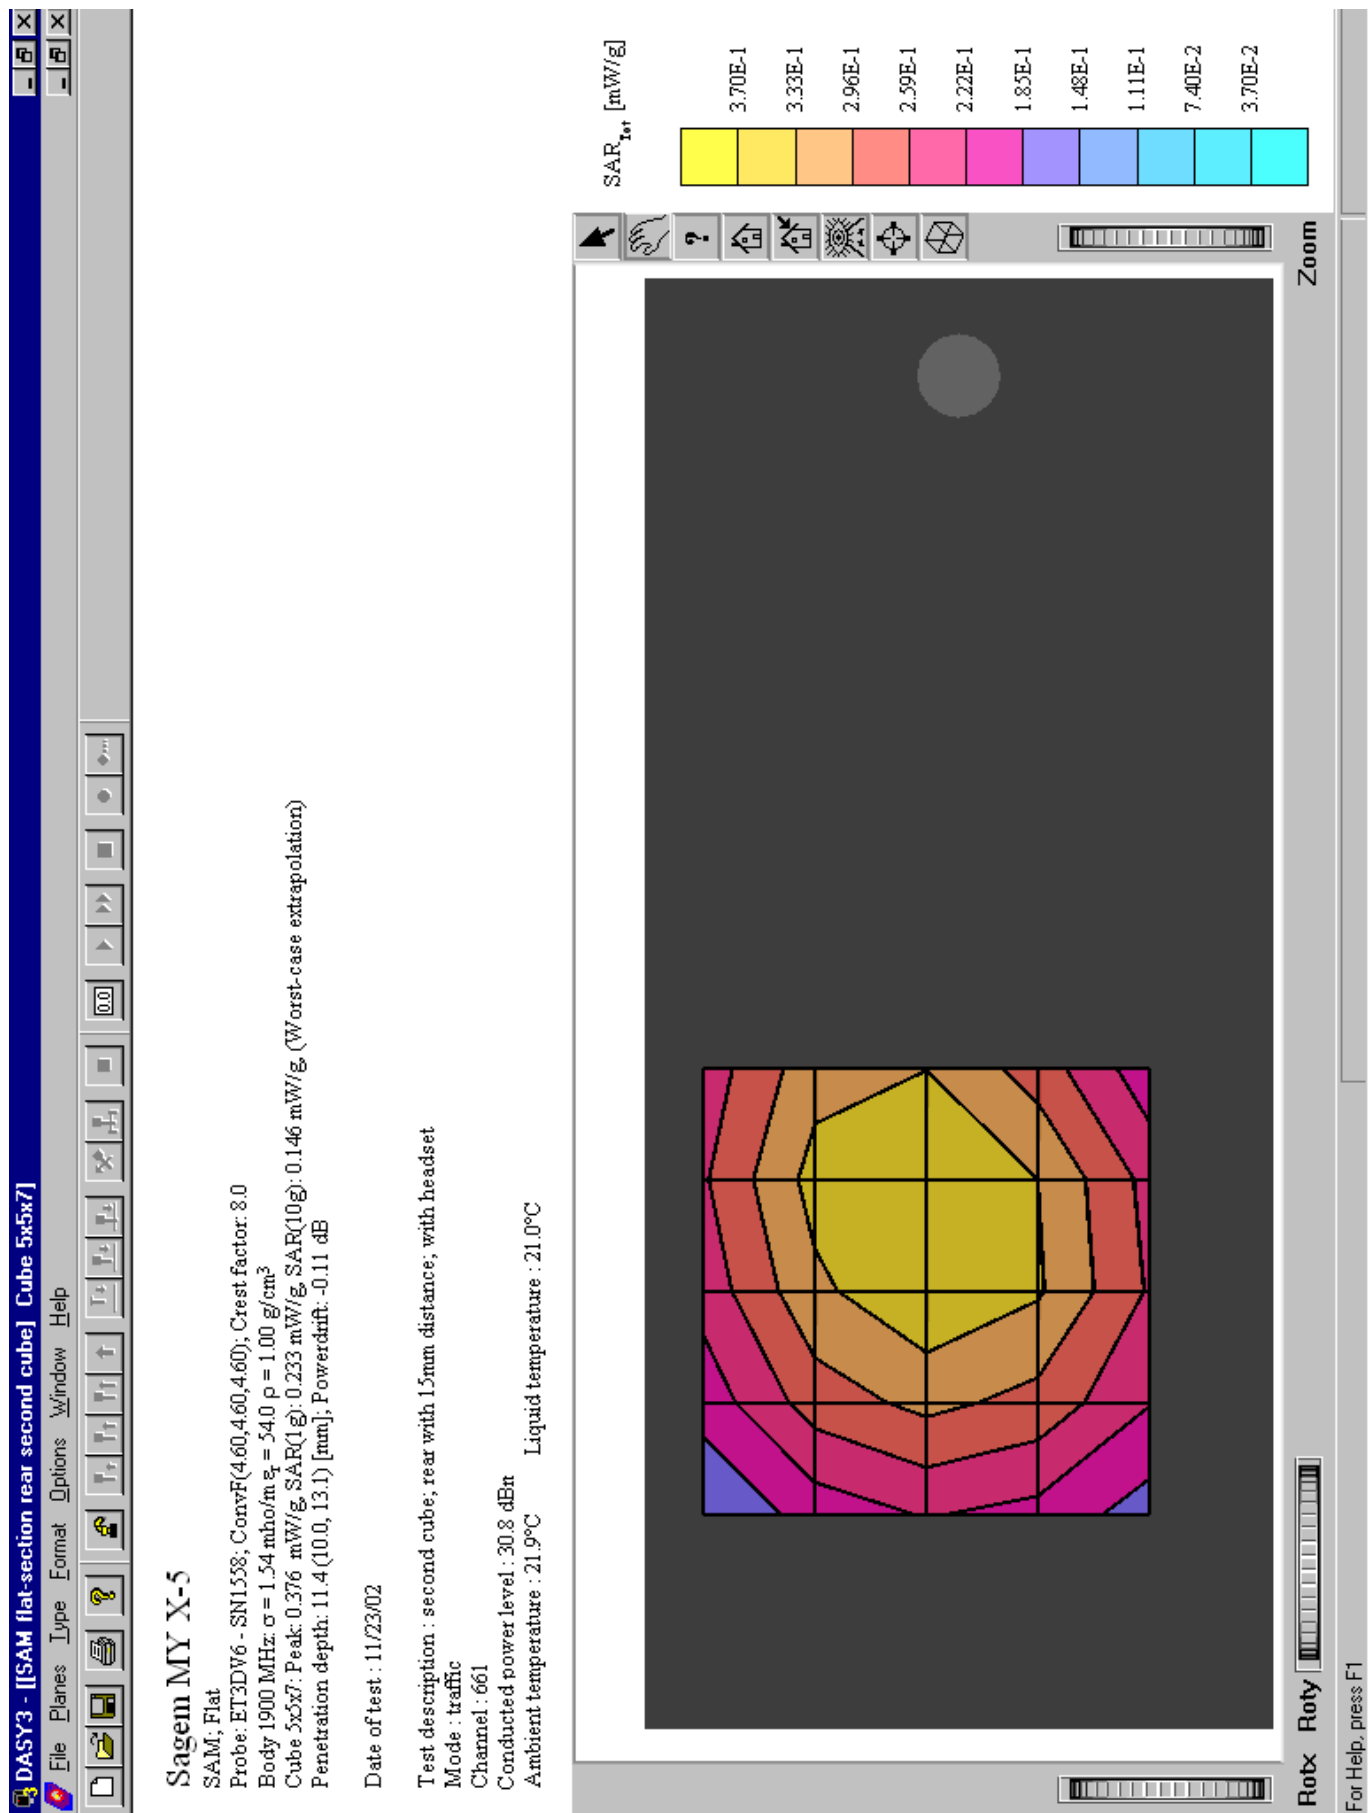 DASY3 - [[SAM flat-section rear second cube]  Cube 5x5x7]
File Planes Type Format Options Window Help
0.0
Sagem MY X-5
SAM; Flat
Probe: ET3DV6 - SN1558; ConvF(4.60,4.60,4.60); Crest factor: 8.0
Body 1900 MHz: σ = 1.54 mho/m εr = 54.0 ρ = 1.00 g/cm³
Cube 5x5x7: Peak: 0.376 mW/g, SAR(1g): 0.233 mW/g, SAR(10g): 0.146 mW/g, (Worst-case extrapolation)
Penetration depth: 11.4 (10.0, 13.1) [mm]; Powerdrift: -0.11 dB
Date of test : 11/23/02
Test description : second cube; rear with 15mm distance; with headset
Mode : traffic
Channel : 661
Conducted power level : 30.8 dBm
Ambient temperature : 21.9°C Liquid temperature : 21.0°C
SARTot [mW/g]
3.70E-1
3.33E-1
2.96E-1
2.59E-1
2.22E-1
1.85E-1
1.48E-1
1.11E-1
7.40E-2
3.70E-2
Rotx Roty Zoom
For Help, press F1